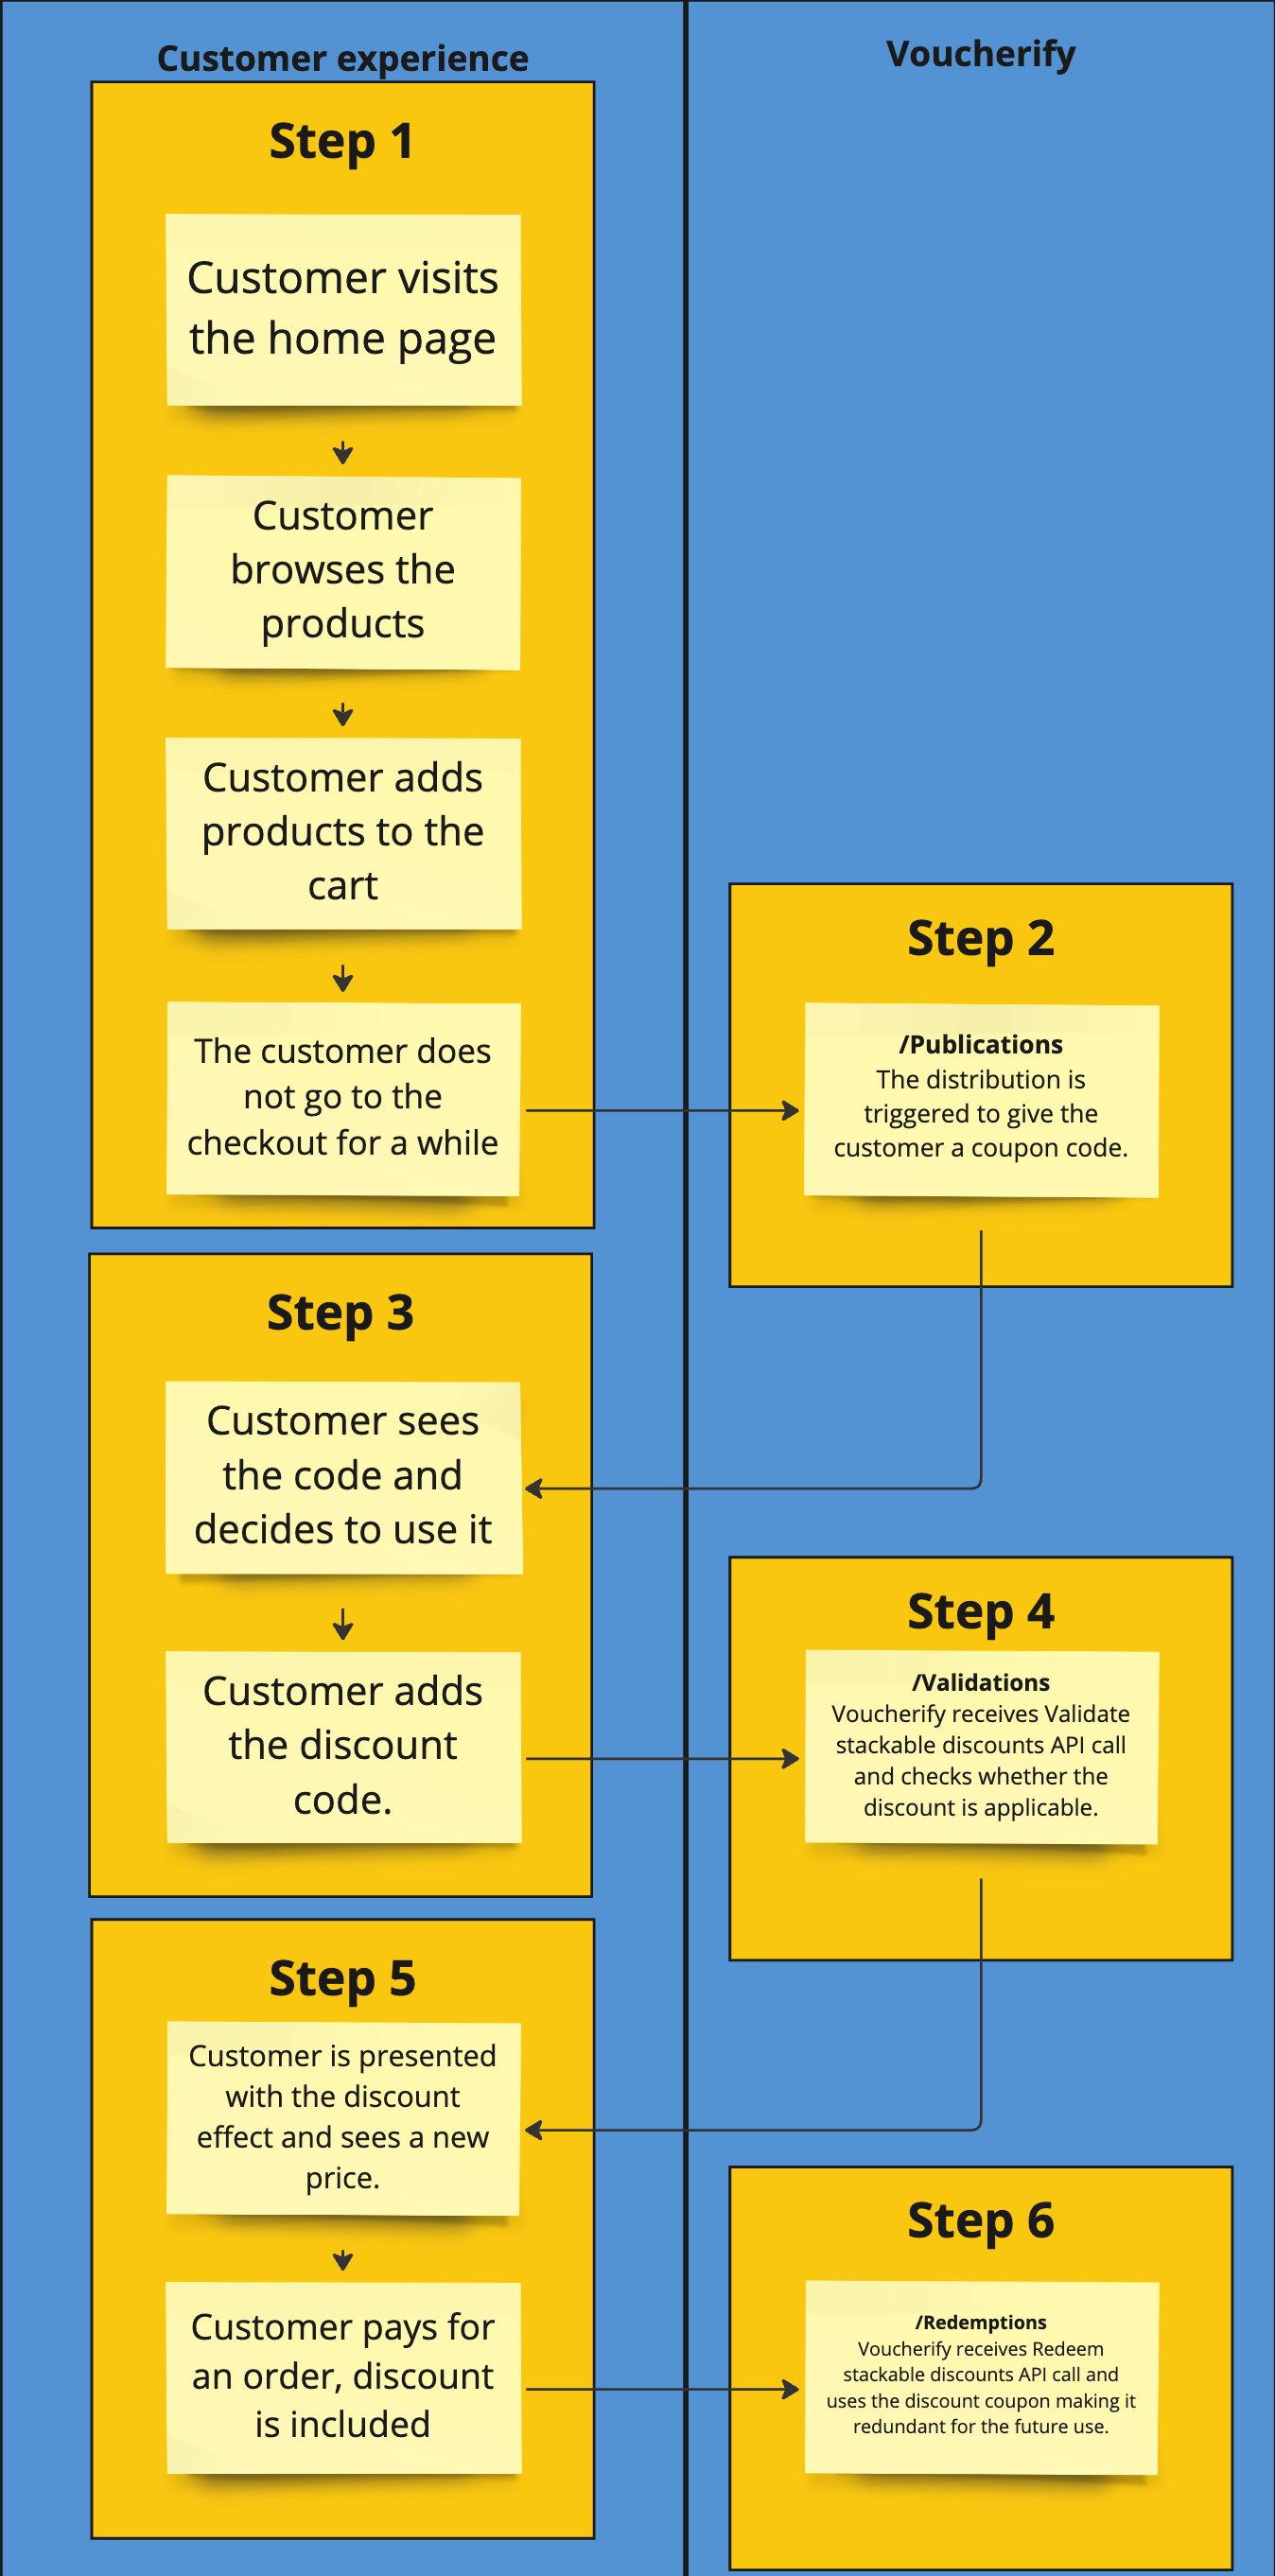 Customer experience
Voucherify
Step 1
Customer visits
the home page
Customer
browses the
products
Customer adds
products to the
cart
The customer does
not go to the
checkout for a while
Step 2
/Publications
The distribution is
triggered to give the
customer a coupon code.
Step 3
Customer sees
the code and
decides to use it
Customer adds
the discount
code.
Step 4
/Validations
Voucherify receives Validate
stackable discounts API call
and checks whether the
discount is applicable.
Step 5
Customer is presented
with the discount
effect and sees a new
price.
Customer pays for
an order, discount
is included
Step 6
/Redemptions
Voucherify receives Redeem
stackable discounts API call and
uses the discount coupon making it
redundant for the future use.